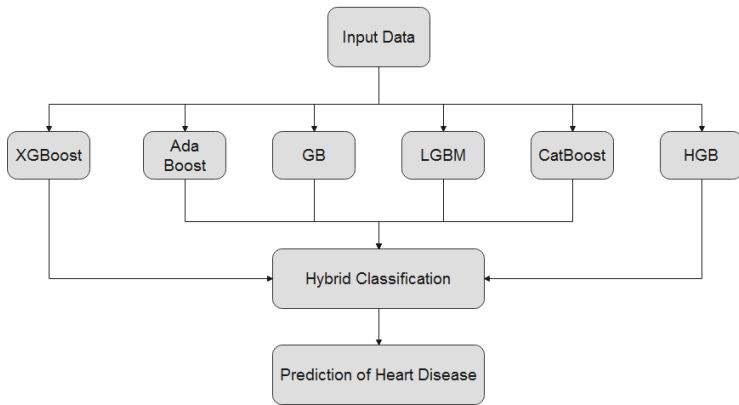 Input Data
XGBoost
Ada
Boost
GB
LGBM
CatBoost
HGB
Hybrid Classification
Prediction of Heart Disease